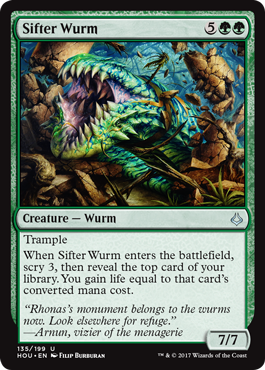 Sifter Wurm 5
Creature — Wurm
Trample
When Sifter Wurm enters the battlefield,
scry 3, then reveal the top card of your
library. You gain life equal to that card's
converted mana cost.
"Rhonas's monument belongs to the wurms
now. Look elsewhere for refuge."
—Armun, vizier of the menagerie
7/7
135/199 U
HOU • EN Filip Burburan
™ & © 2017 Wizards of the Coast